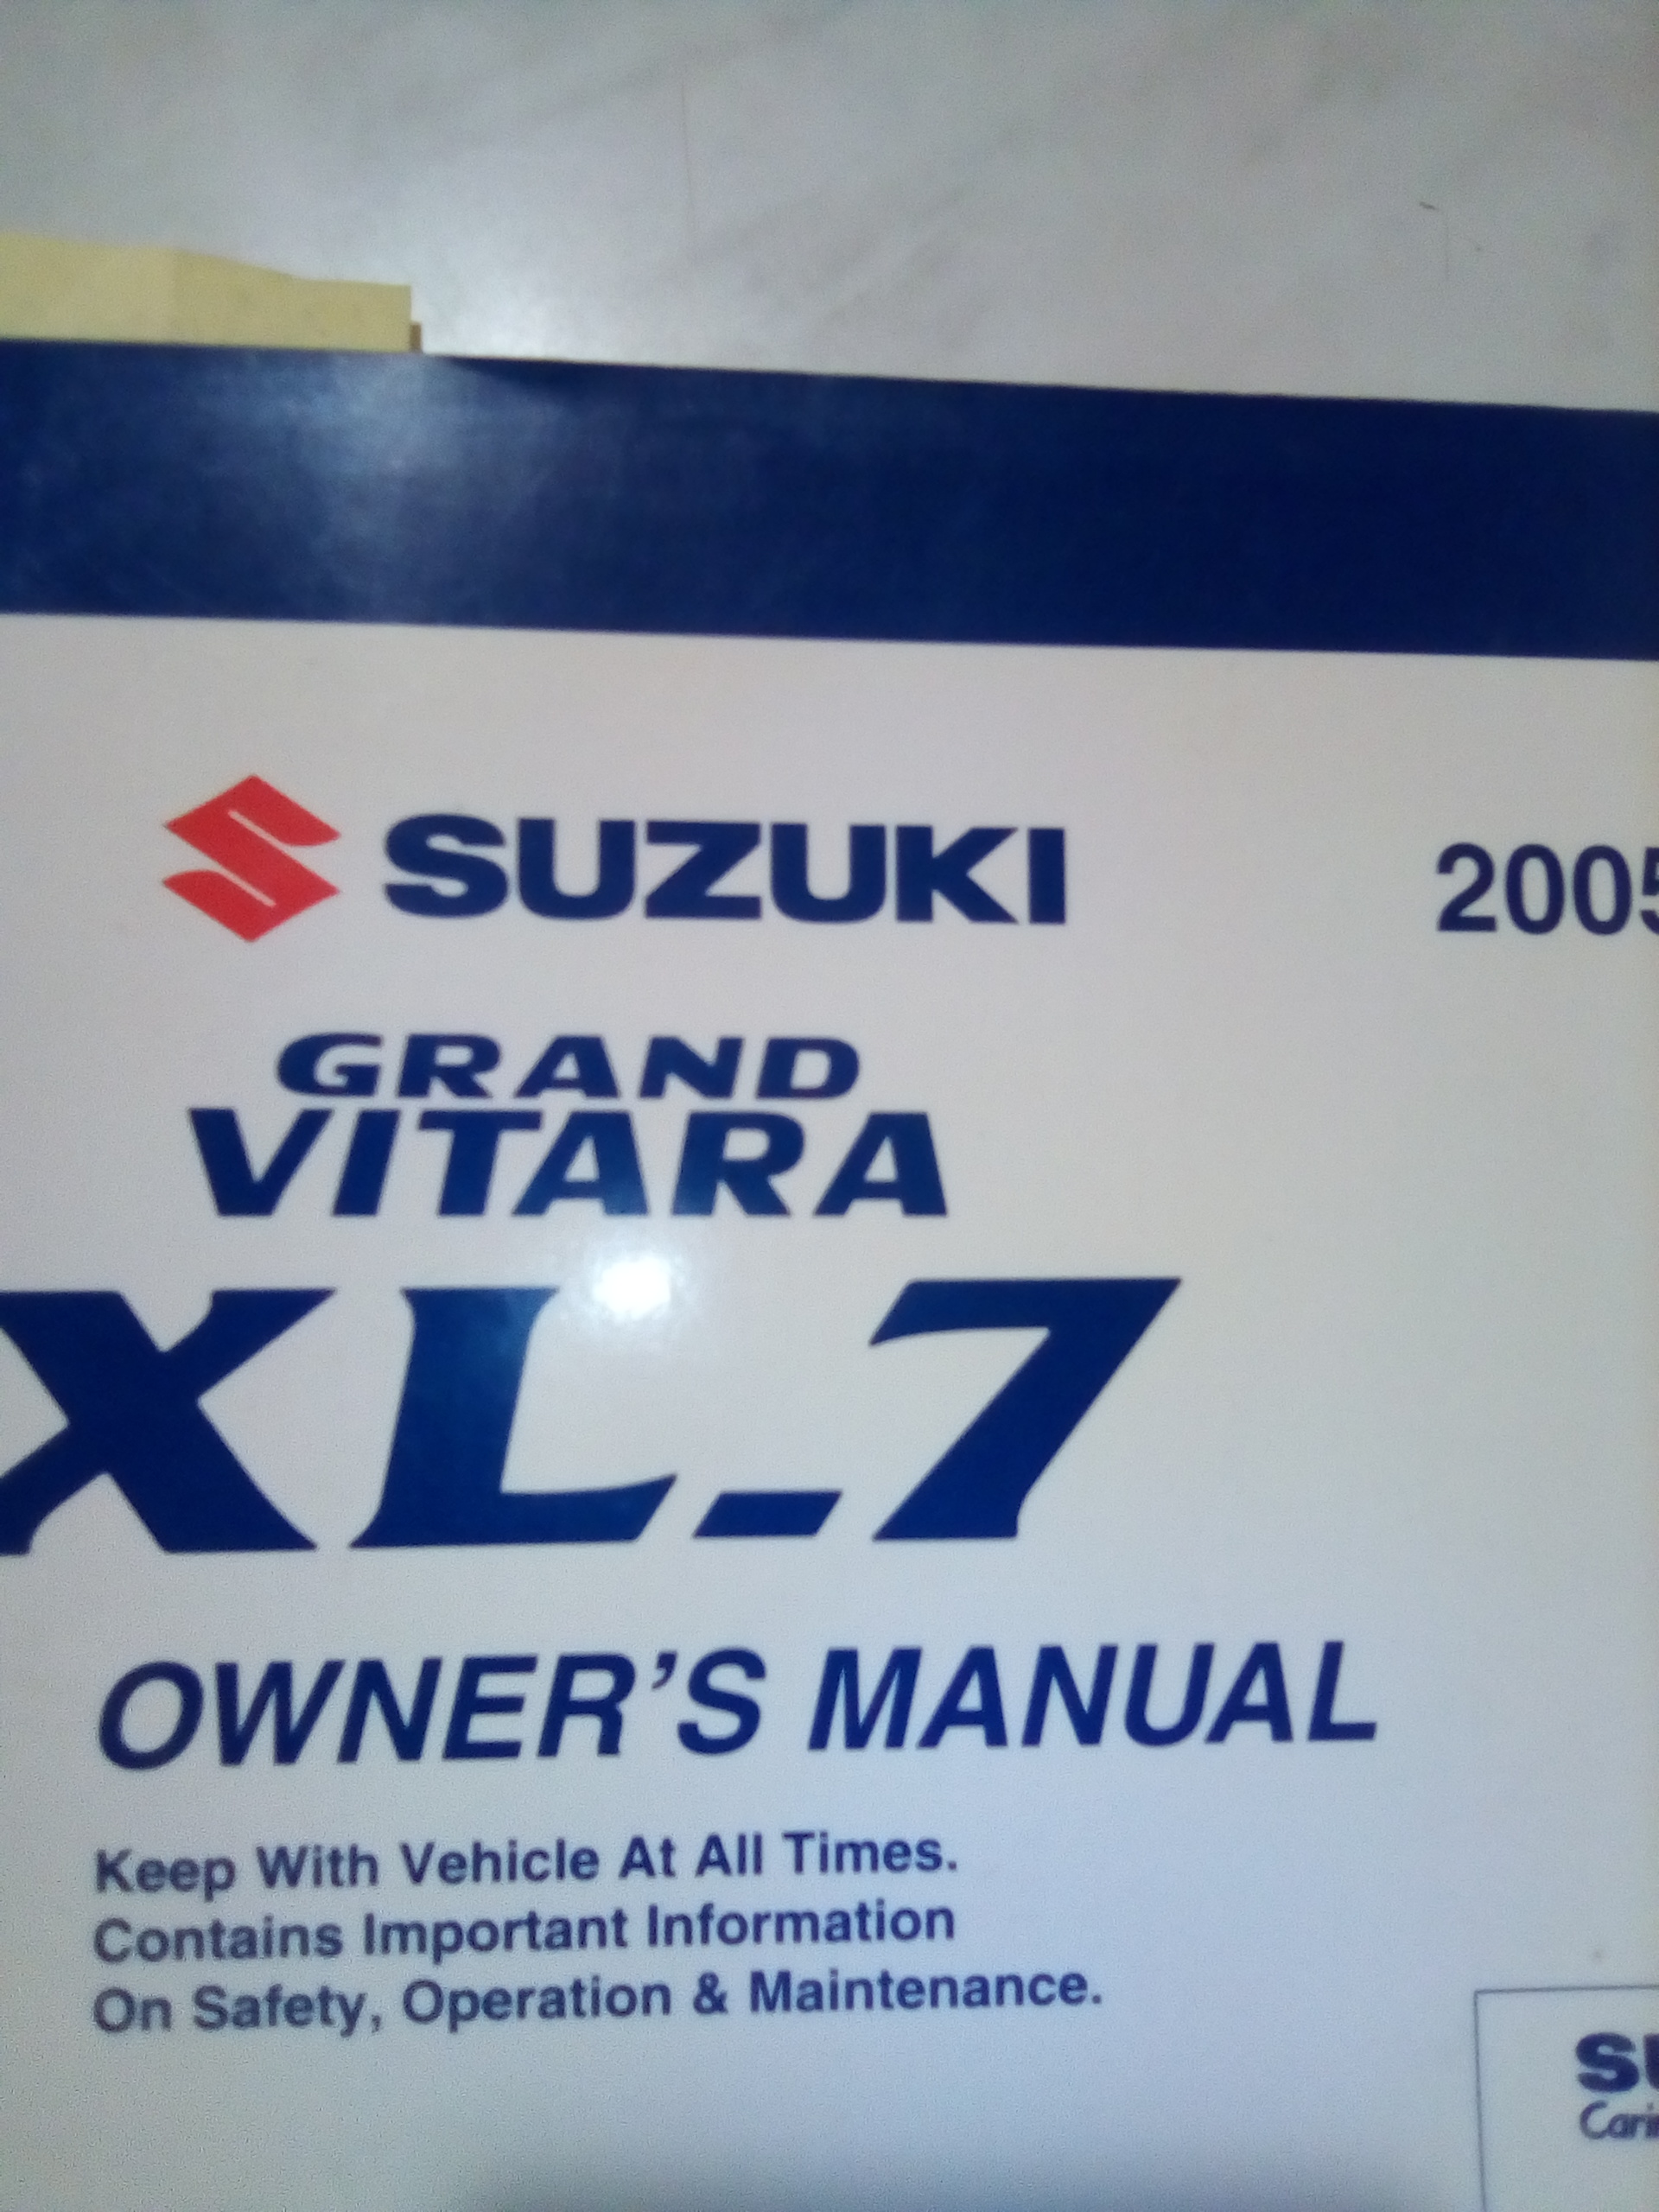 SUZUKI 2005
GRAND
VITARA
XL-7
OWNER'S MANUAL
Keep With Vehicle At All Times.
Contains Important Information
On Safety, Operation & Maintenance.